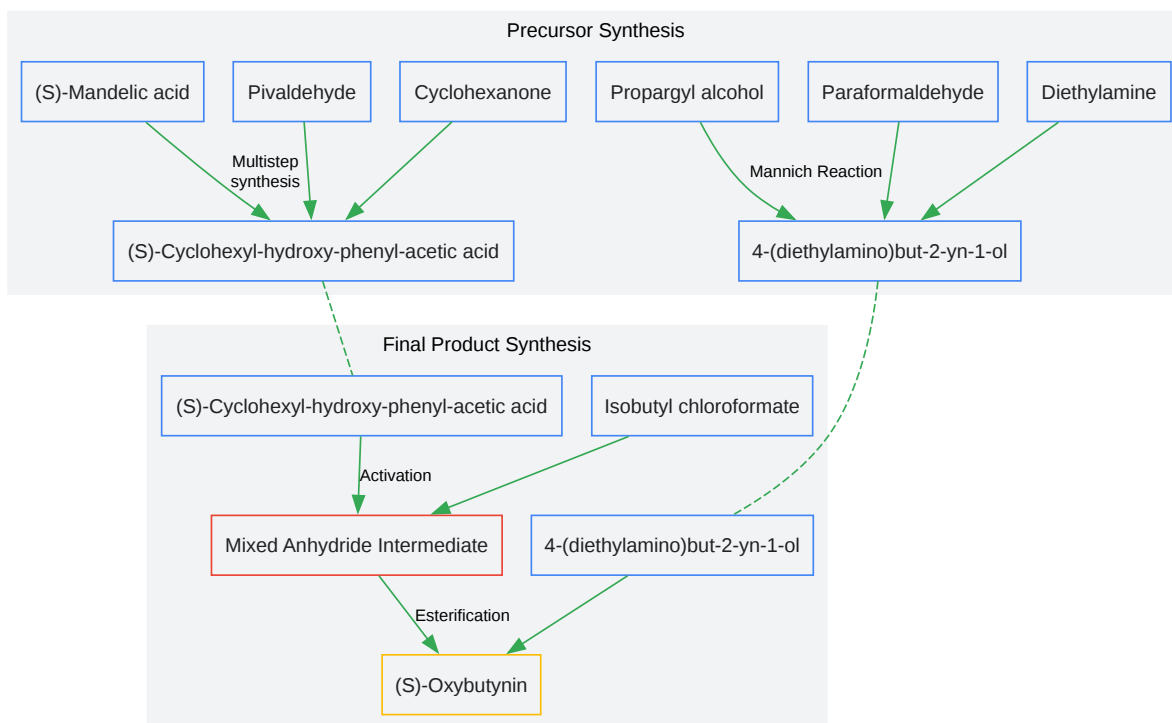 Precursor Synthesis
(S)-Mandelic acid
Pivaldehyde
Cyclohexanone
Propargyl alcohol
Paraformaldehyde
Diethylamine
Multistep
synthesis
Mannich Reaction
(S)-Cyclohexyl-hydroxy-phenyl-acetic acid
4-(diethylamino)but-2-yn-1-ol
Final Product Synthesis
(S)-Cyclohexyl-hydroxy-phenyl-acetic acid
Isobutyl chloroformate
Activation
Mixed Anhydride Intermediate
4-(diethylamino)but-2-yn-1-ol
Esterification
(S)-Oxybutynin